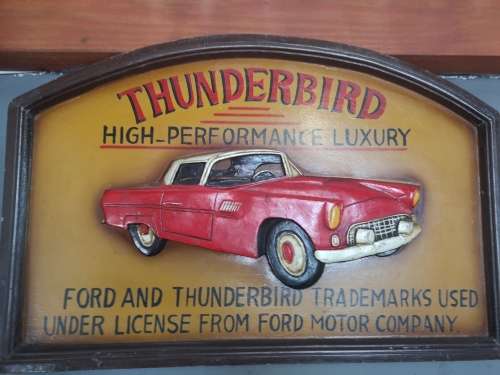 THUNDERBIRD
HIGH-PERFORMANCE LUXURY
FORD AND THUNDERBIRD TRADEMARKS USED
UNDER LICENSE FROM FORD MOTOR COMPANY.